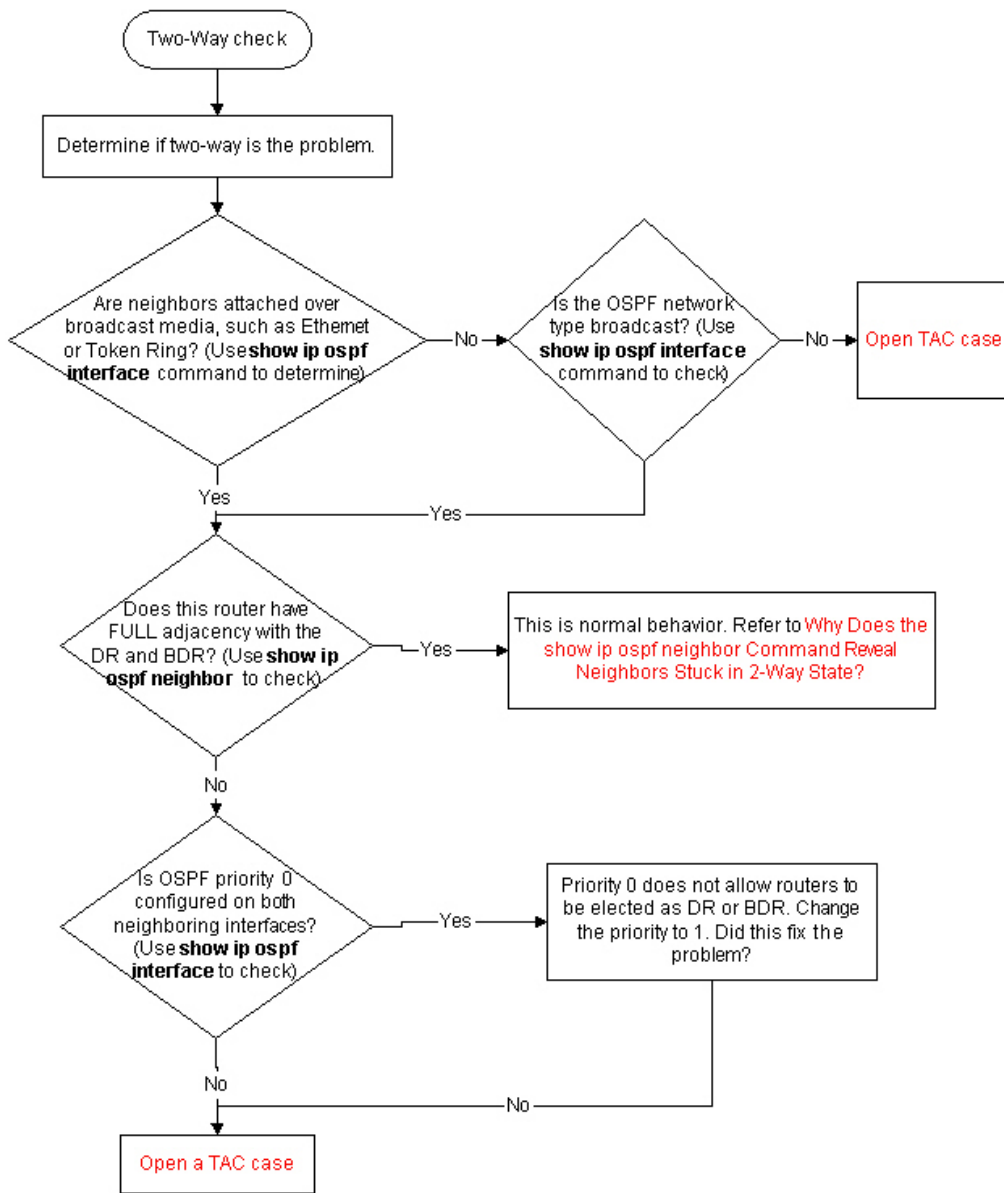 Two-Way check
Determine if two-way is the problem.
Are neighbors attached over
broadcast media, such as Ethernet
or Token Ring? (Use show ip ospf
interface command to determine)
No
Is the OSPF network
type broadcast? (Use
show ip ospf interface
command to check)
No
Open TAC case
Yes
Yes
Does this router have
FULL adjacency with the
DR and BDR? (Use show ip
ospf neighbor to check)
Yes
This is normal behavior. Refer to Why Does the
show ip ospf neighbor Command Reveal
Neighbors Stuck in 2-Way State?
No
Is OSPF priority 0
configured on both
neighboring interfaces?
(Use show ip ospf
interface to check)
Yes
Priority 0 does not allow routers to
be elected as DR or BDR. Change
the priority to 1. Did this fix the
problem?
No
No
Open a TAC case